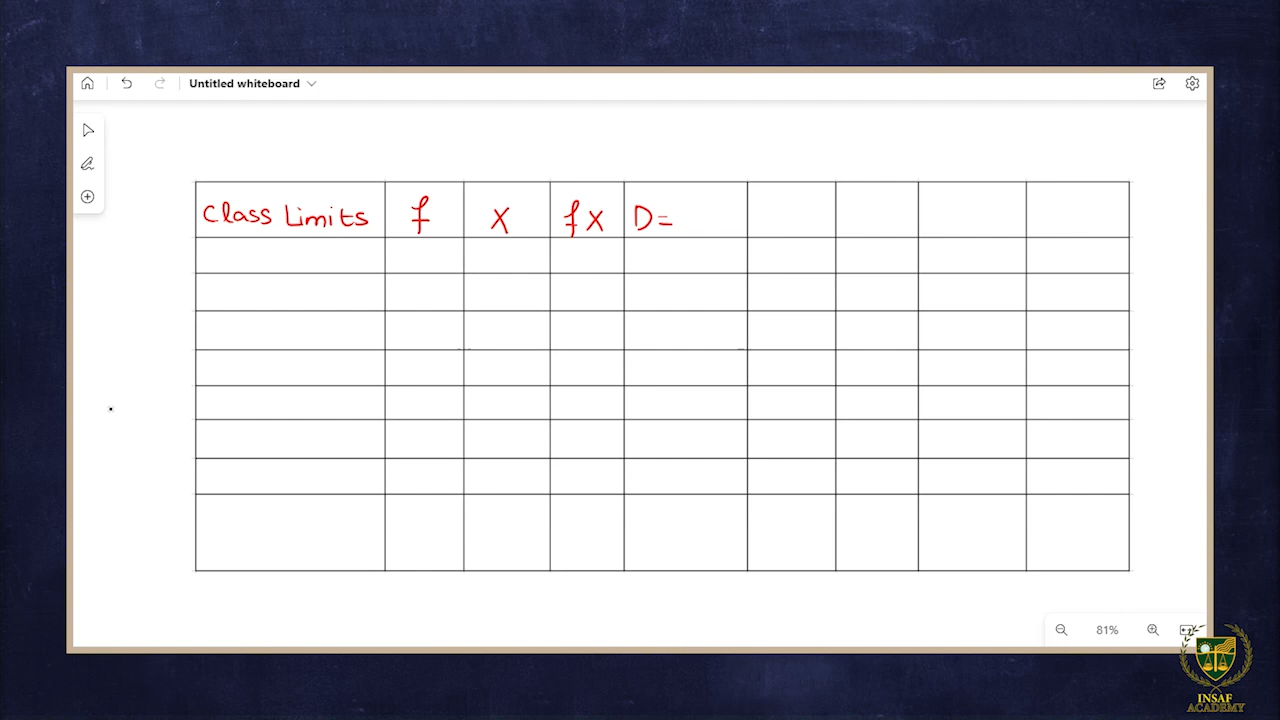 Untitled whiteboard
Class Limits f X fX D=
81%
INSAF
ACADEMY